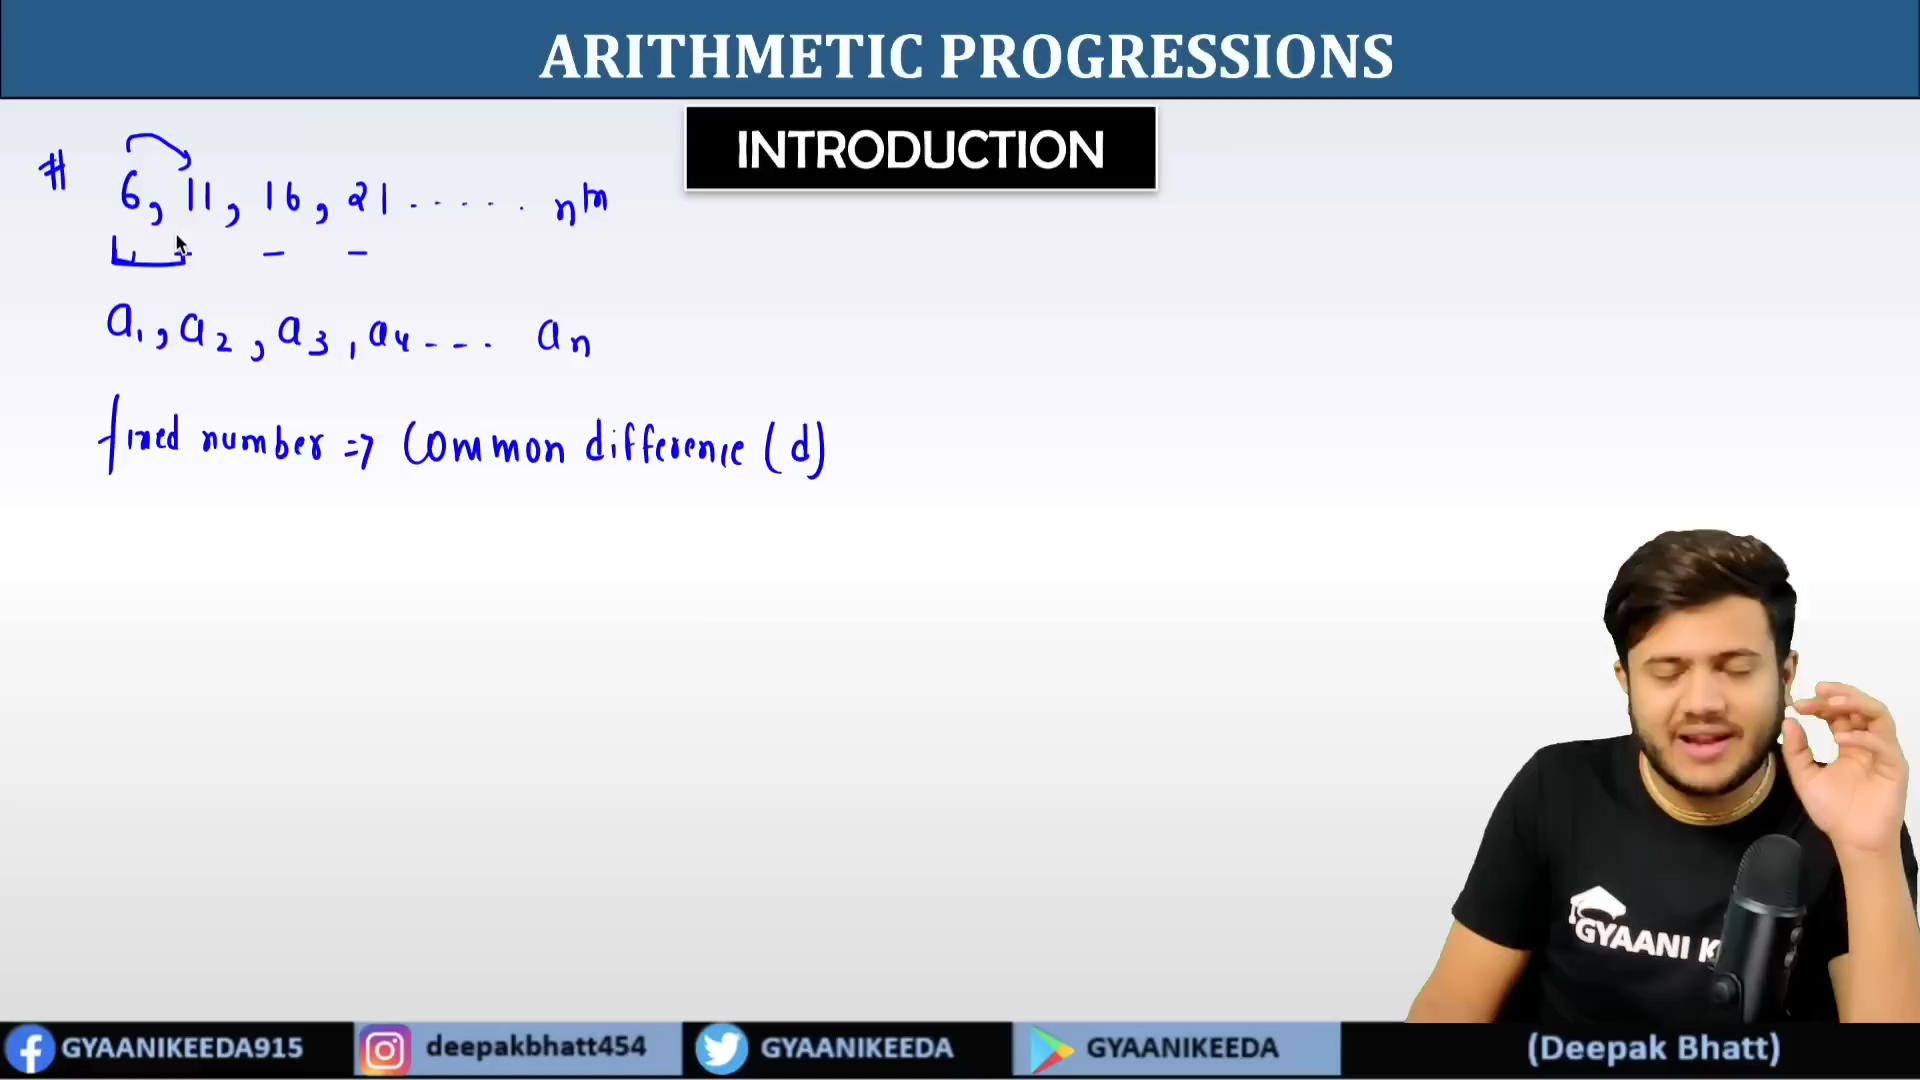 ARITHMETIC PROGRESSIONS
INTRODUCTION
# 6, 11, 16, 21 ...... nth
a1, a2, a3, a4 --- an
fixed number => Common difference (d)
GYAANI K
GYAANIKEEDA915 deepakbhatt454 GYAANIKEEDA GYAANIKEEDA (Deepak Bhatt)